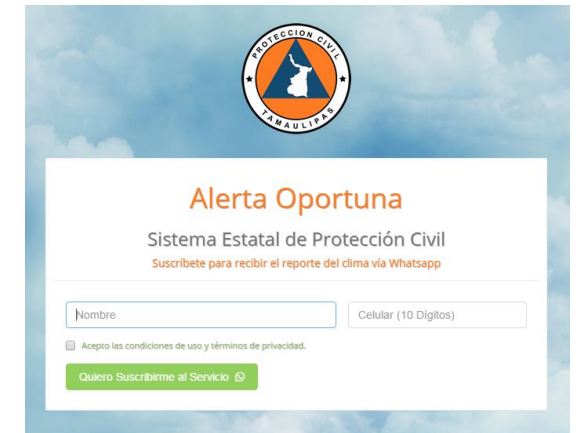 PROTECCION CIVIL
TAMAULIPAS
Alerta Oportuna
Sistema Estatal de Protección Civil
Suscríbete para recibir el reporte del clima vía Whatsapp
Nombre
Celular (10 Dígitos)
Acepto las condiciones de uso y términos de privacidad.
Quiero Suscribirme al Servicio